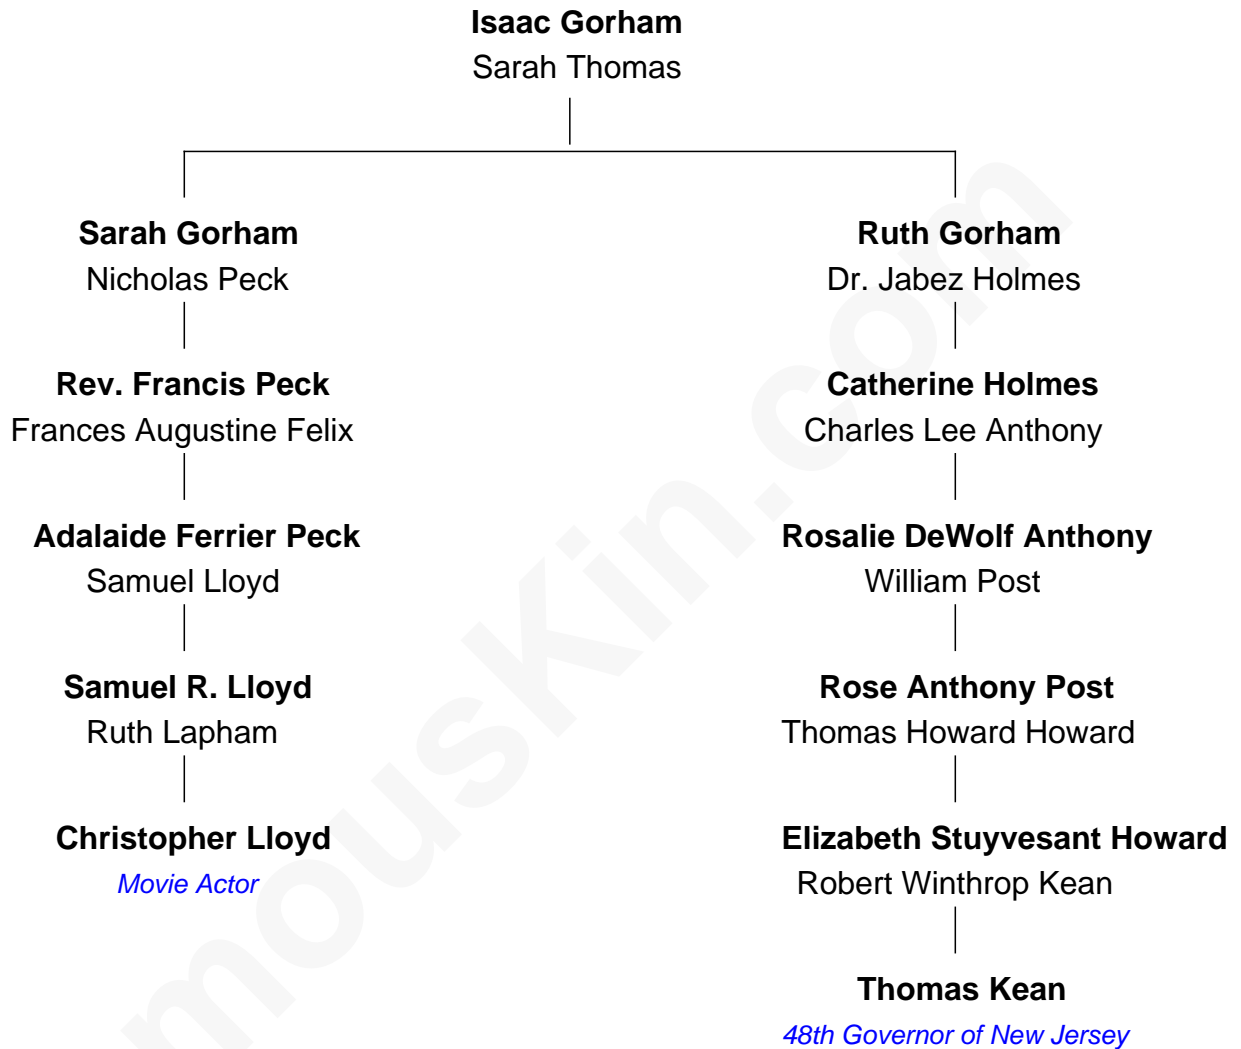 Isaac Gorham
Sarah Thomas
Sarah Gorham
Nicholas Peck
Rev. Francis Peck
Frances Augustine Felix
Adalaide Ferrier Peck
Samuel Lloyd
Samuel R. Lloyd
Ruth Lapham
Christopher Lloyd
Movie Actor
Ruth Gorham
Dr. Jabez Holmes
Catherine Holmes
Charles Lee Anthony
Rosalie DeWolf Anthony
William Post
Rose Anthony Post
Thomas Howard Howard
Elizabeth Stuyvesant Howard
Robert Winthrop Kean
Thomas Kean
48th Governor of New Jersey
mousKin.com